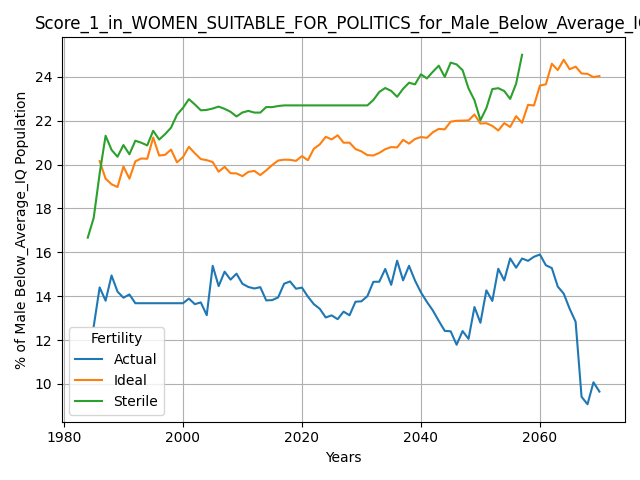 Score_1_in_WOMEN_SUITABLE_FOR_POLITICS_for_Male_Below_Average_IQ
% of Male Below_Average_IQ Population
24
22
20
18
16
14
12
10
Fertility
Actual
Ideal
Sterile
1980 2000 2020 2040 2060
Years